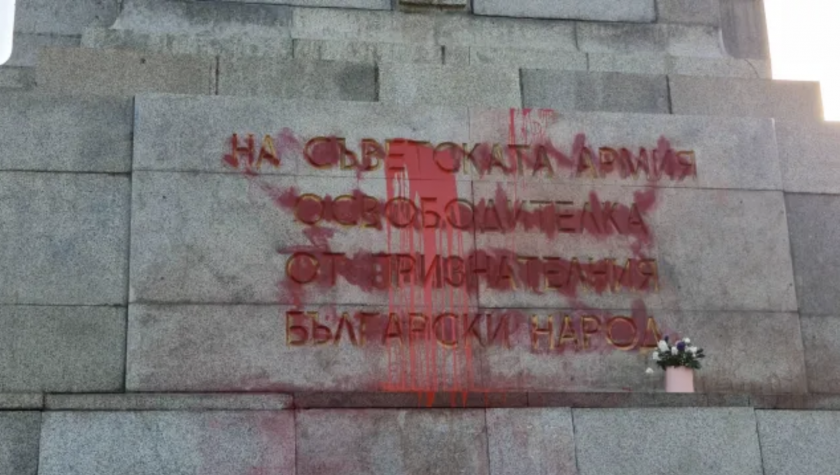 НА СЪВЕТСКАТА АРМИЯ
ОСВОБОДИТЕЛКА
ОТ ПРИЗНАТЕЛНИЯ
БЪЛГАРСКИ НАРОД